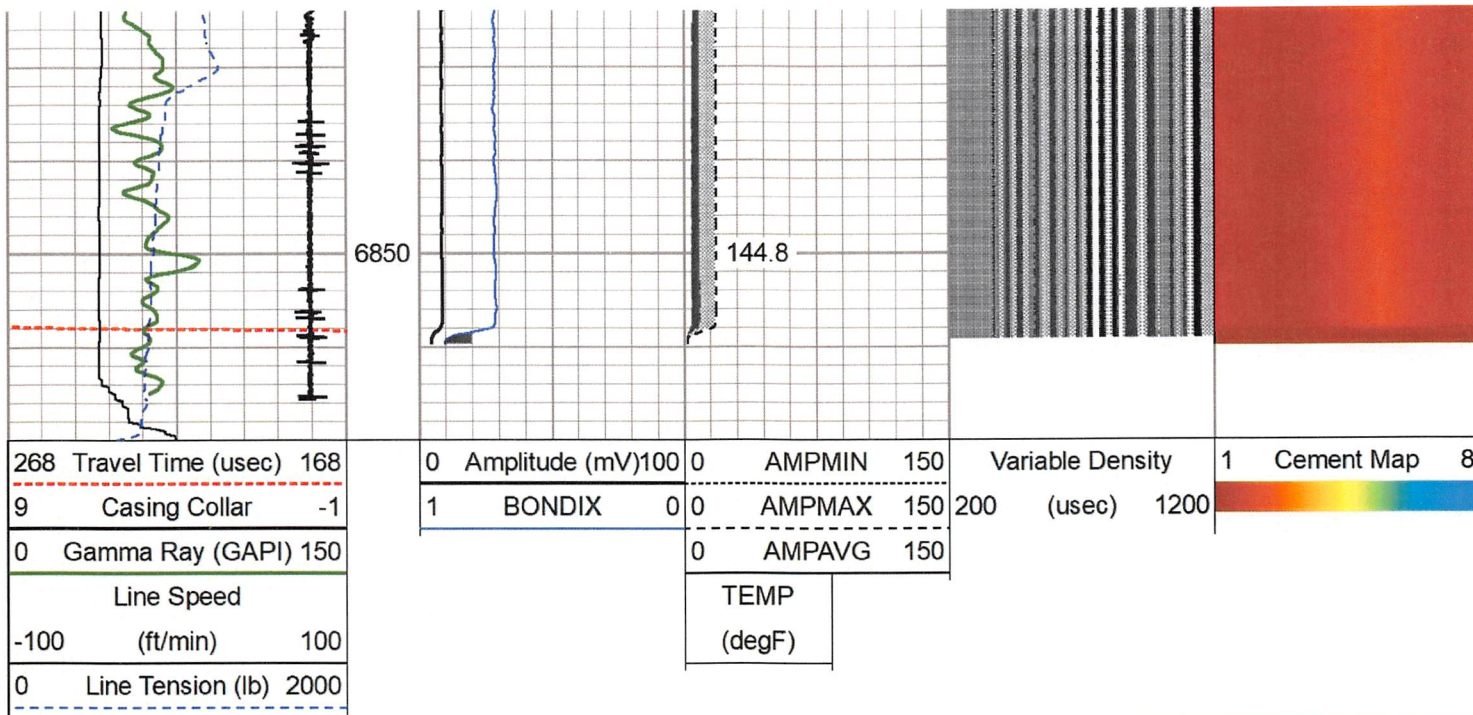 6850
144.8
268 Travel Time (usec) 168
9 Casing Collar -1
0 Gamma Ray (GAPI) 150
Line Speed
-100 (ft/min) 100
0 Line Tension (lb) 2000
0 Amplitude (mV)100
1 BONDIX 0
0 AMPMIN 150
0 AMPMAX 150
0 AMPAVG 150
TEMP
(degF)
Variable Density
200 (usec) 1200
1 Cement Map 8